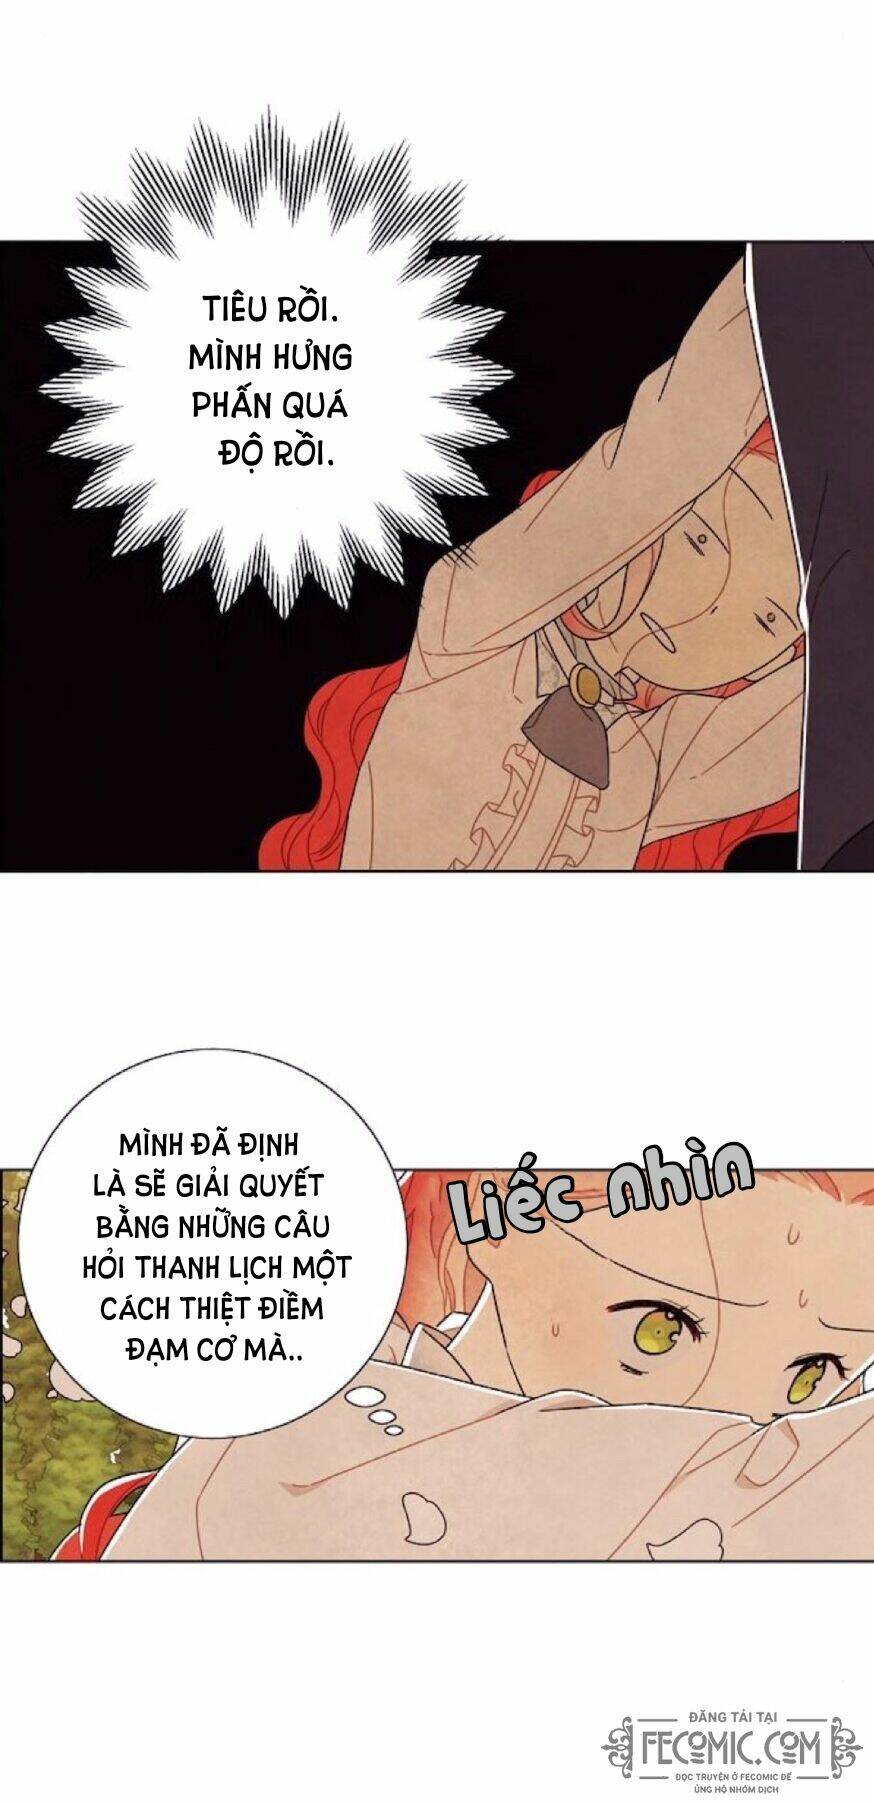 TIÊU RỒI.
MÌNH HƯNG
PHẤN QUÁ
ĐỘ RỒI.
MÌNH ĐÃ ĐỊNH
LÀ SẼ GIẢI QUYẾT
BẰNG NHỮNG CÂU
HỎI THANH LỊCH MỘT
CÁCH THIỆT ĐIỀM
ĐẠM CƠ MÀ..
Liếc nhìn
ĐĂNG TẢI TẠI
FECOMIC.COM
ĐỌC TRUYỆN Ở FECOMIC ĐỂ
ỦNG HỘ NHÓM DỊCH